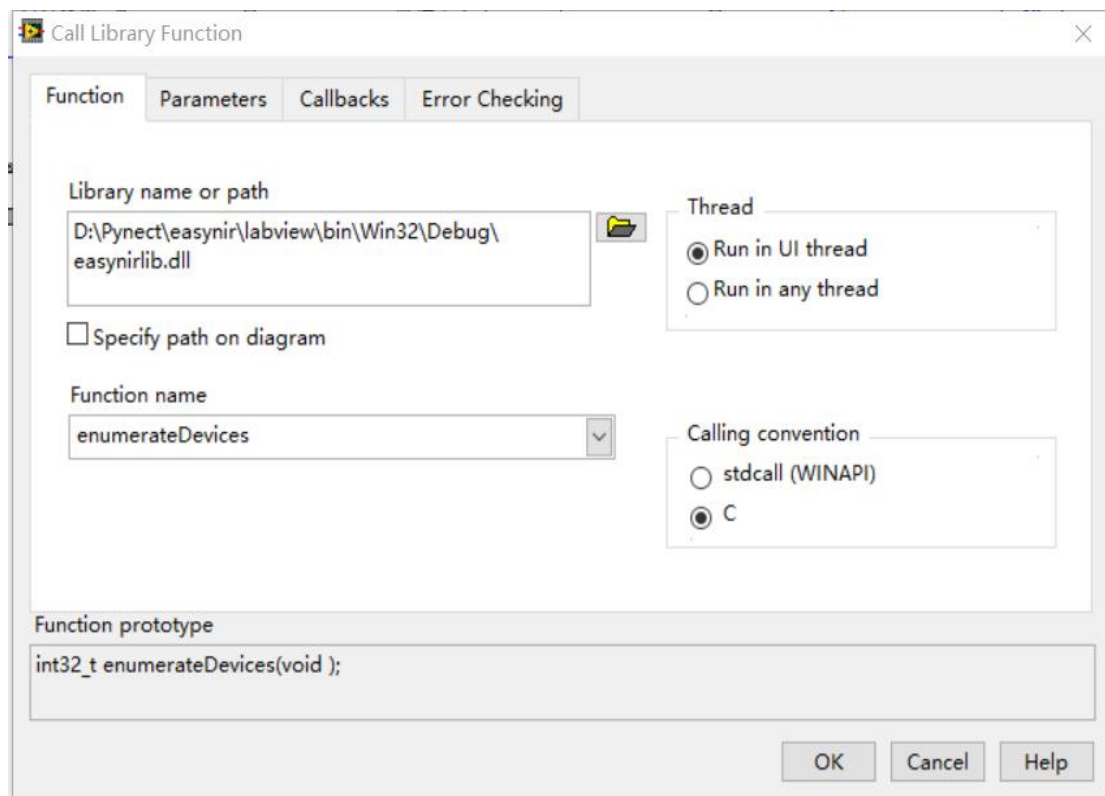 Call Library Function
Function Parameters Callbacks Error Checking
Library name or path
D:\Pynect\easynir\labview\bin\Win32\Debug\
easynirlib.dll
Specify path on diagram
Function name
enumerateDevices
Thread
Run in UI thread
Run in any thread
Calling convention
stdcall (WINAPI)
C
Function prototype
int32_t enumerateDevices(void );
OK Cancel Help